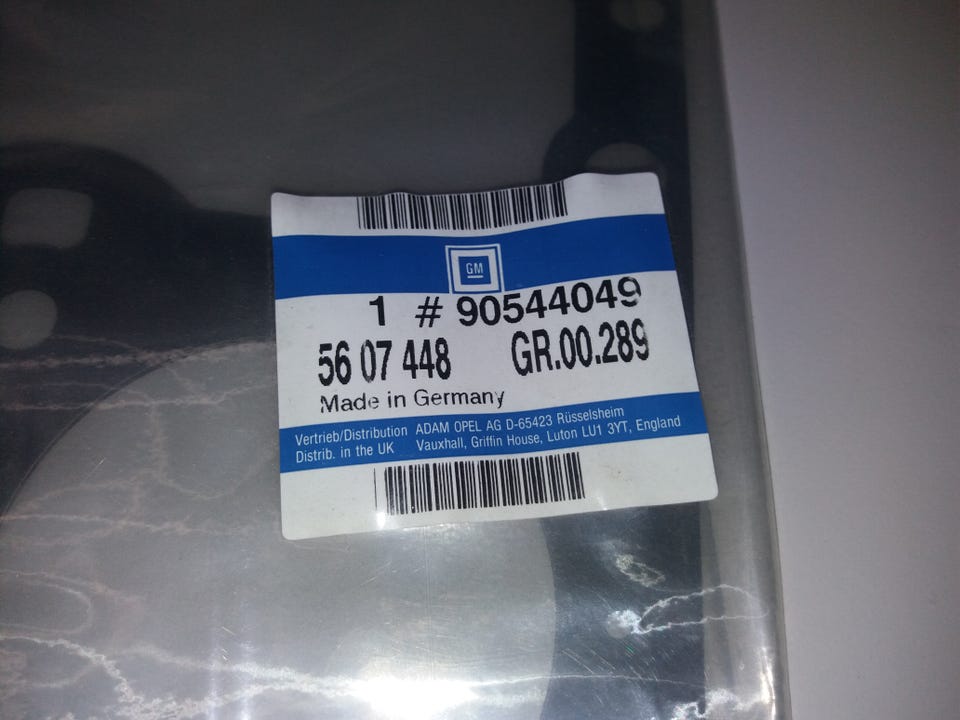 GM
1 # 90544049
56 07 448 GR.00.289
Made in Germany
Vertrieb/Distribution ADAM OPEL AG D-65423 Rüsselsheim
Distrib. in the UK Vauxhall, Griffin House, Luton LU1 3YT, England